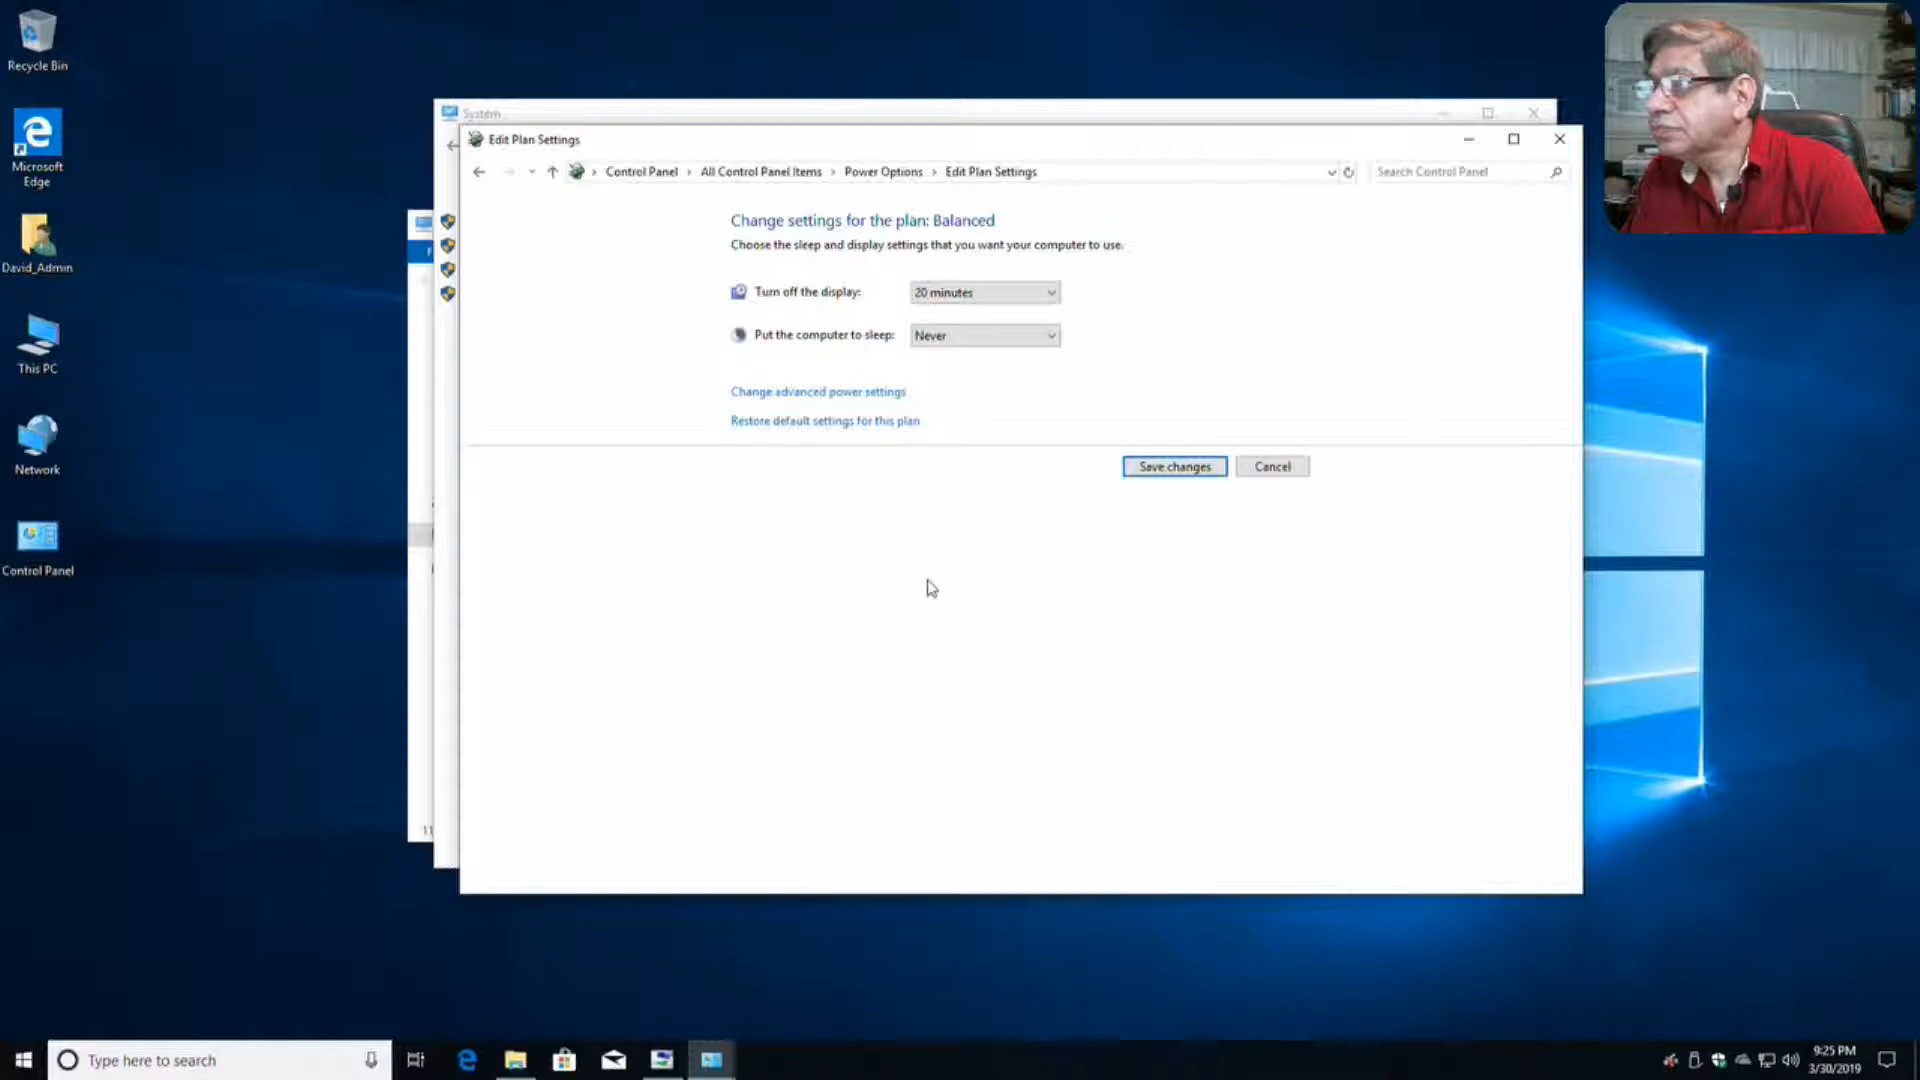 Recycle Bin
Microsoft
Edge
David_Admin
This PC
Network
Control Panel
System
Edit Plan Settings
Control Panel > All Control Panel Items > Power Options > Edit Plan Settings
Search Control Panel
Change settings for the plan: Balanced
Choose the sleep and display settings that you want your computer to use.
Turn off the display: 20 minutes
Put the computer to sleep: Never
Change advanced power settings
Restore default settings for this plan
Save changes Cancel
11
Type here to search
9:25 PM
3/30/2019